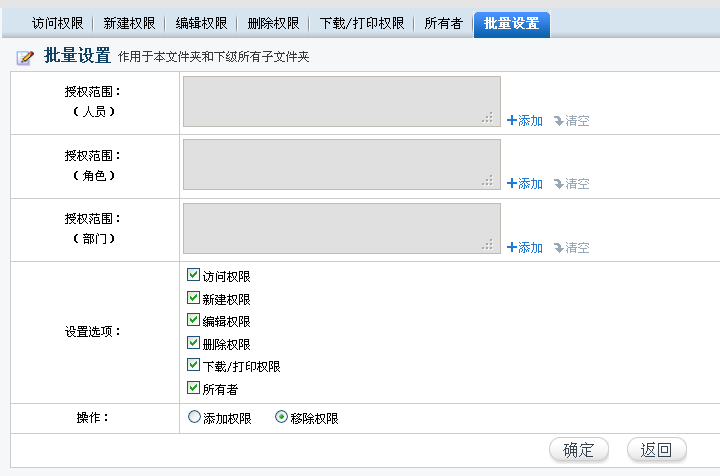 访问权限 新建权限 编辑权限 删除权限 下载/打印权限 所有者 批量设置
批量设置 作用于本文件夹和下级所有子文件夹
授权范围：
（人员）
添加 清空
授权范围：
（角色）
添加 清空
授权范围：
（部门）
添加 清空
设置选项：
访问权限
新建权限
编辑权限
删除权限
下载/打印权限
所有者
操作： 添加权限 移除权限
确定 返回